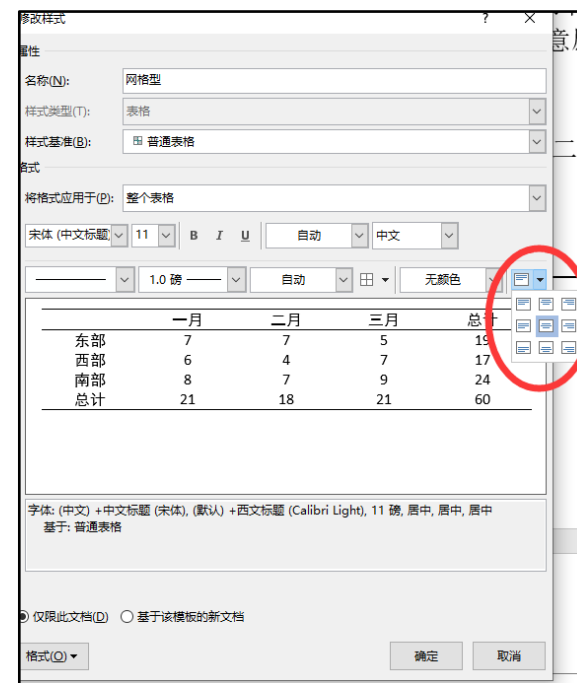 修改样式 ? ×
属性
名称(N): 网格型
样式类型(T): 表格
样式基准(B): 普通表格
格式
将格式应用于(P): 整个表格
宋体 (中文标题 11 B I U 自动 中文
1.0 磅 自动 无颜色
一月 二月 三月 总计
东部 7 7 5 19
西部 6 4 7 17
南部 8 7 9 24
总计 21 18 21 60
字体: (中文) +中文标题 (宋体), (默认) +西文标题 (Calibri Light), 11 磅, 居中, 居中, 居中
基于: 普通表格
仅限此文档(D) 基于该模板的新文档
格式(O) 确定 取消
意
二